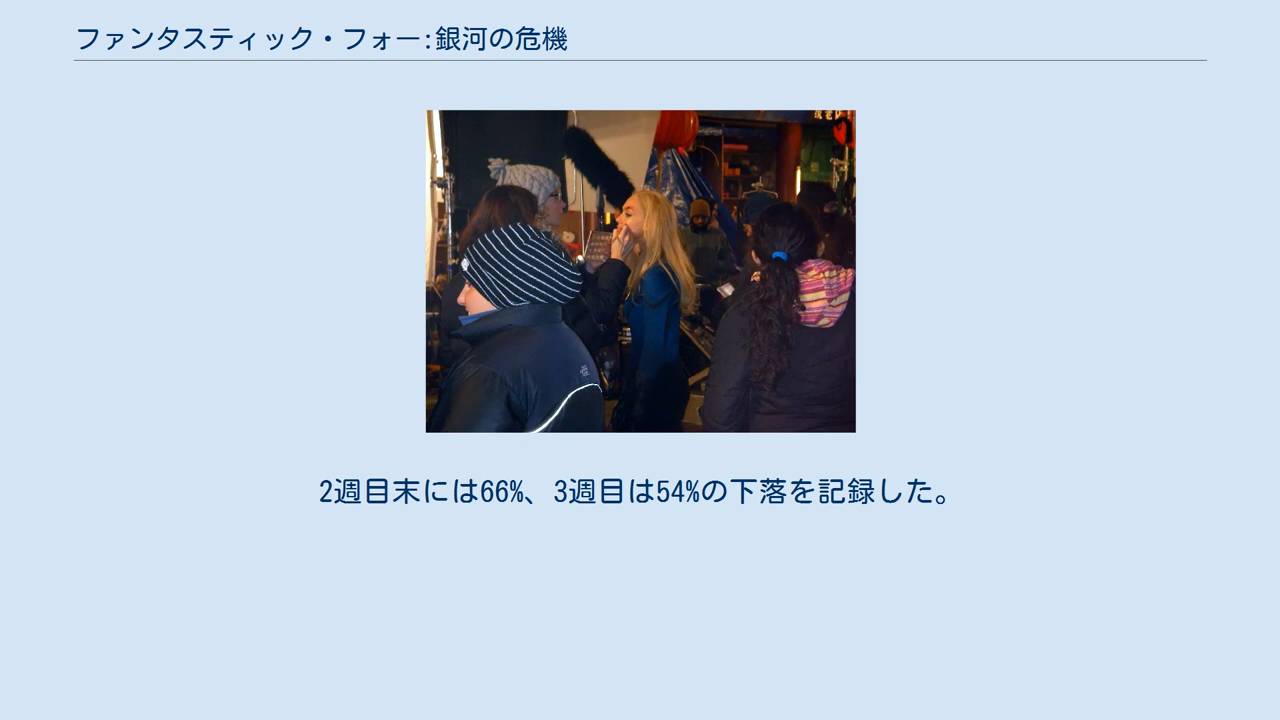 ファンタスティック・フォー:銀河の危機
2週目末には66%、3週目は54%の下落を記録した。